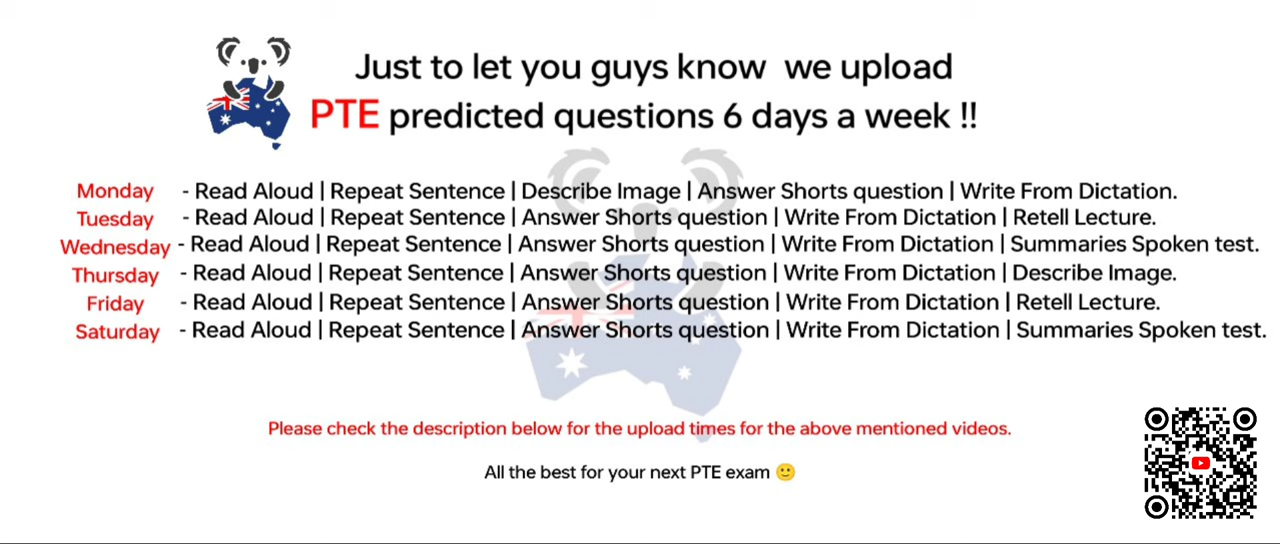 Just to let you guys know we upload
PTE predicted questions 6 days a week !!
Monday - Read Aloud | Repeat Sentence | Describe Image | Answer Shorts question | Write From Dictation.
Tuesday - Read Aloud | Repeat Sentence | Answer Shorts question | Write From Dictation | Retell Lecture.
Wednesday - Read Aloud | Repeat Sentence | Answer Shorts question | Write From Dictation | Summaries Spoken test.
Thursday - Read Aloud | Repeat Sentence | Answer Shorts question | Write From Dictation | Describe Image.
Friday - Read Aloud | Repeat Sentence | Answer Shorts question | Write From Dictation | Retell Lecture.
Saturday - Read Aloud | Repeat Sentence | Answer Shorts question | Write From Dictation | Summaries Spoken test.
Please check the description below for the upload times for the above mentioned videos.
All the best for your next PTE exam 🙂